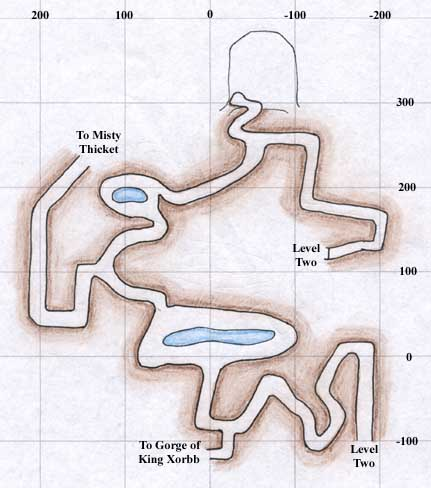 200 100 0 -100 -200
300
To Misty
Thicket
200
Level
Two
100
0
-100
To Gorge of
King Xorbb
Level
Two